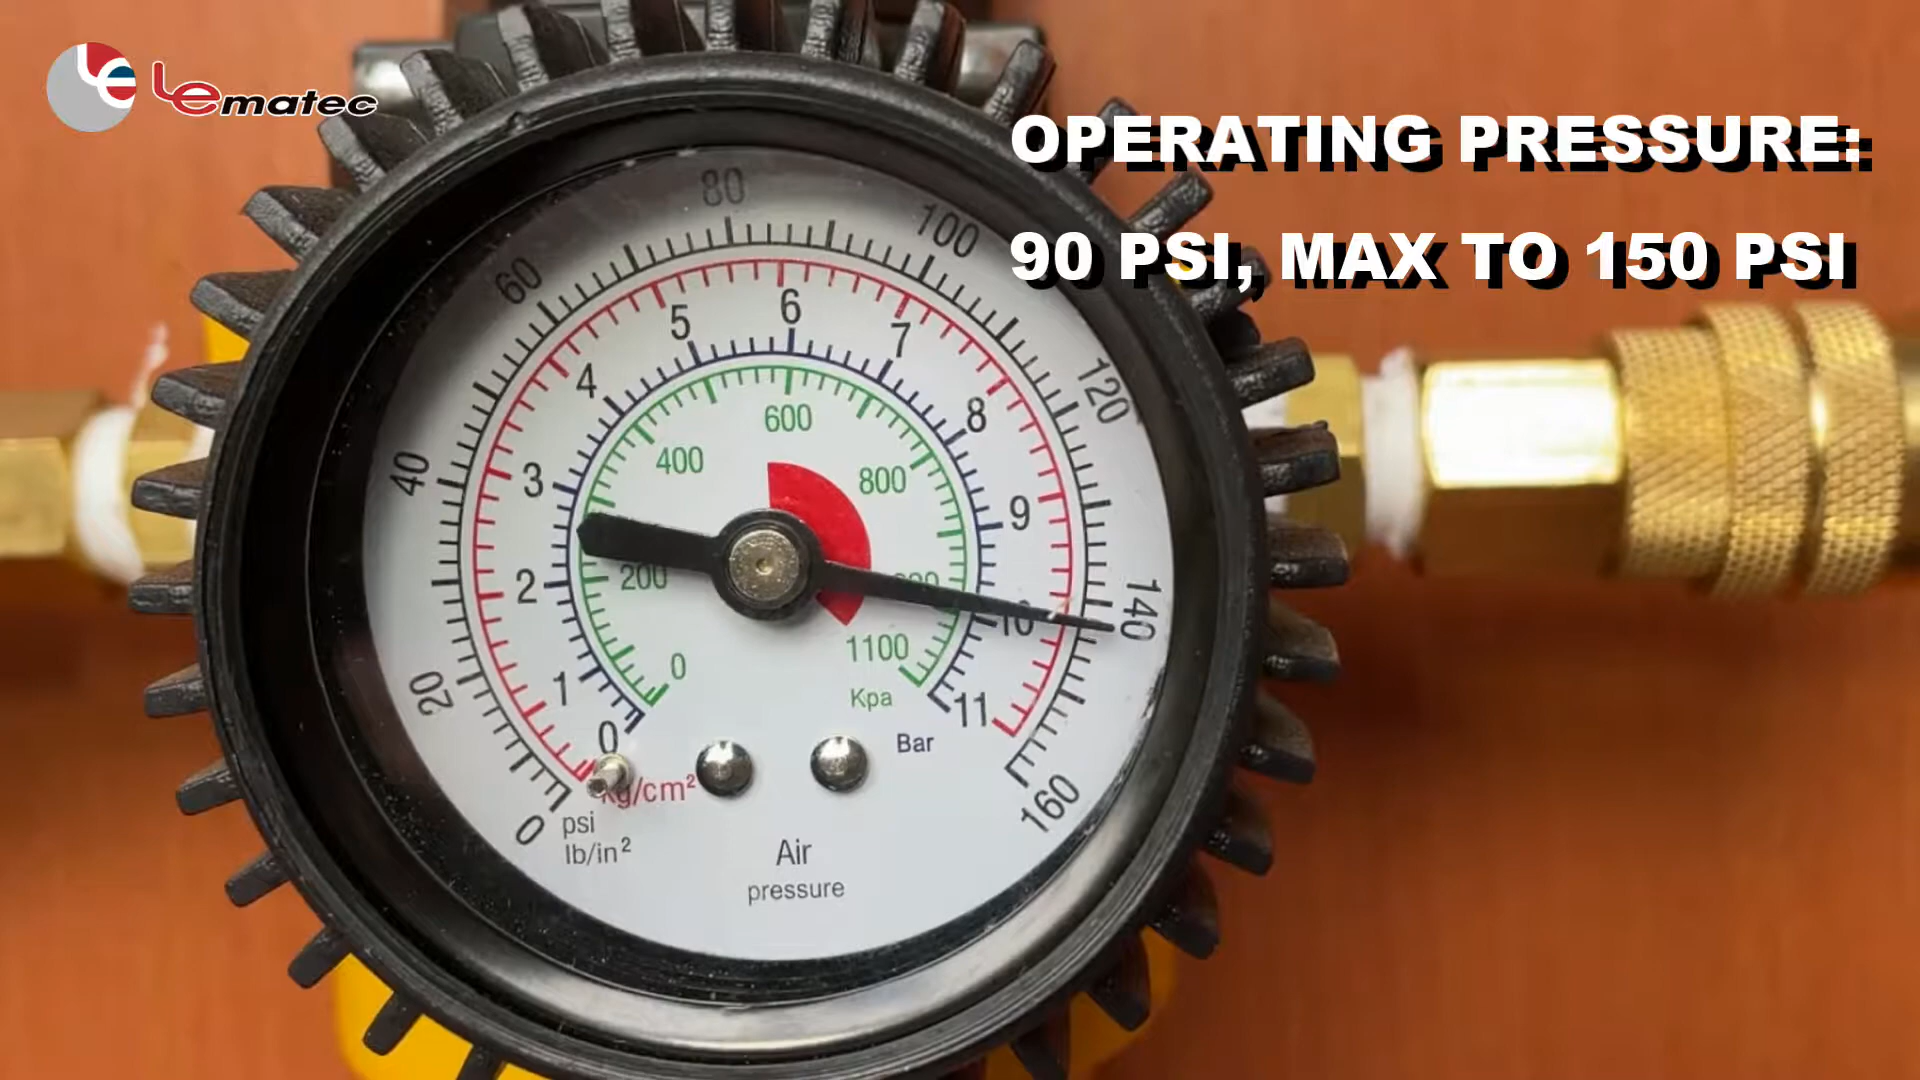 Lematec
OPERATING PRESSURE:
90 PSI, MAX TO 150 PSI
0 20 40 60 80 100 120 140 160
0 1 2 3 4 5 6 7 8 9 10 11
0 200 400 600 800 1100
Kpa
Bar
kg/cm²
psi
lb/in²
Air
pressure